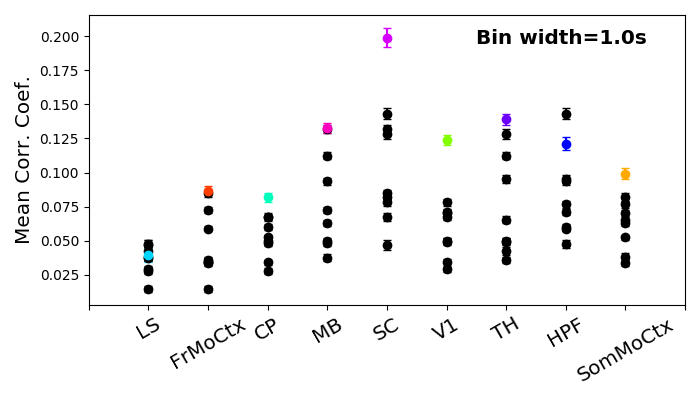 Bin width=1.0s
Mean Corr. Coef.
0.200
0.175
0.150
0.125
0.100
0.075
0.050
0.025
LS FrMoCtx CP MB SC V1 TH HPF SomMoCtx